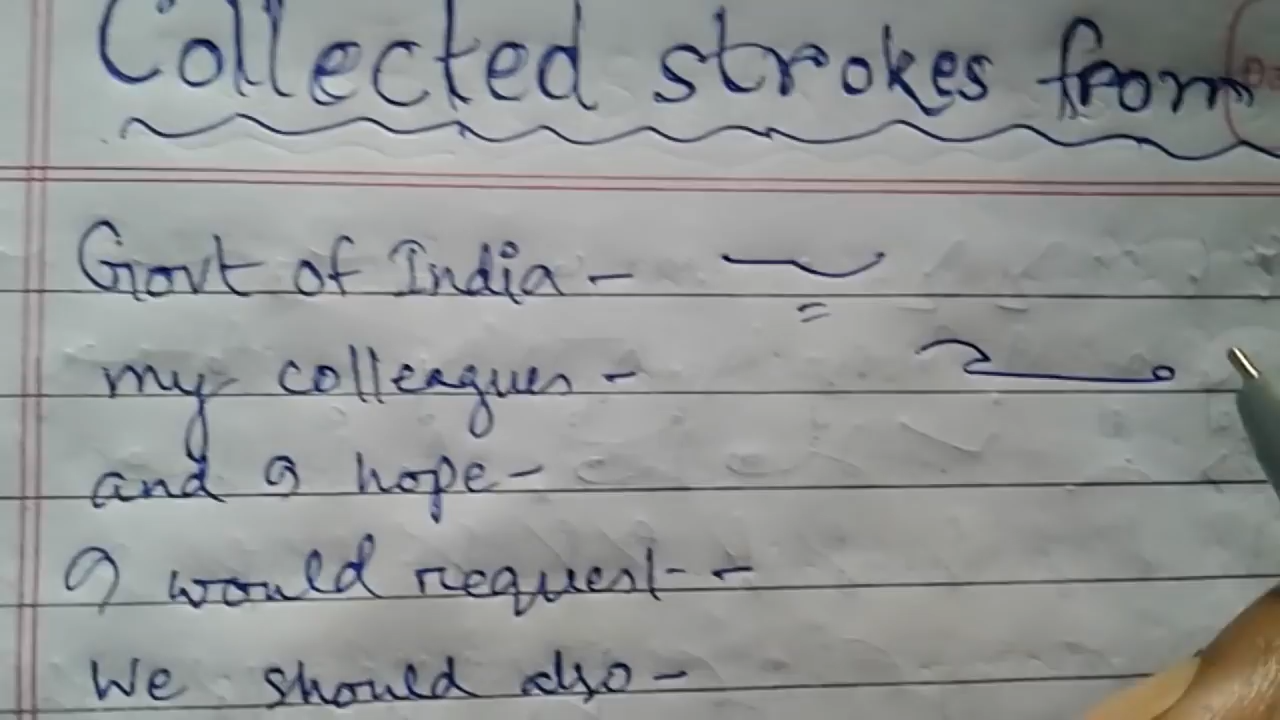 Collected strokes from
Govt of India -
my colleagues -
and I hope -
I would request - -
We should also -